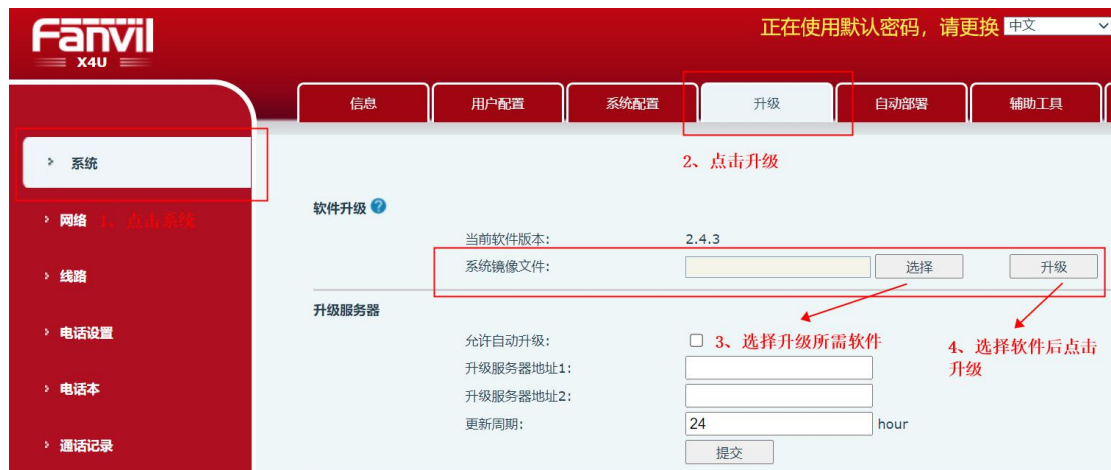 Fanvil
X4U
正在使用默认密码，请更换 中文
信息 用户配置 系统配置 升级 自动部署 辅助工具
2、点击升级
系统
网络 1、点击系统
线路
电话设置
电话本
通话记录
软件升级
当前软件版本: 2.4.3
系统镜像文件: 选择 升级
升级服务器
允许自动升级: 3、选择升级所需软件
4、选择软件后点击
升级
升级服务器地址1:
升级服务器地址2:
更新周期: 24 hour
提交